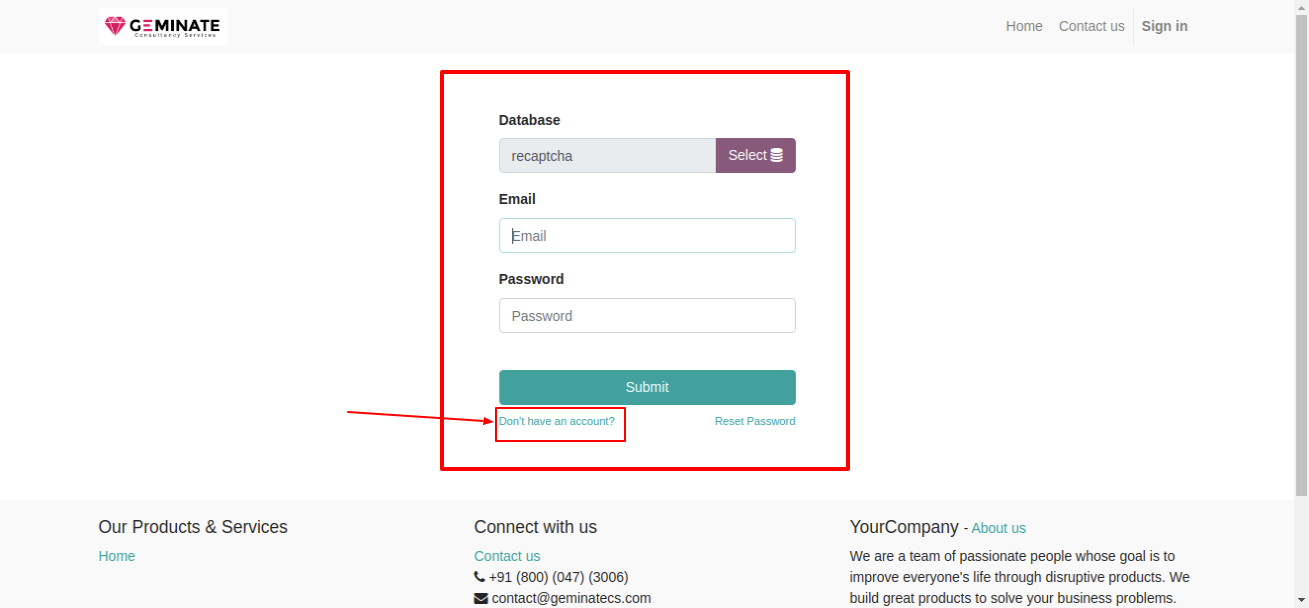 GEMINATE
Consultancy Services
Home Contact us Sign in
Database
recaptcha Select
Email
Email
Password
Password
Submit
Don't have an account? Reset Password
Our Products & Services
Home
Connect with us
Contact us
+91 (800) (047) (3006)
contact@geminatecs.com
YourCompany - About us
We are a team of passionate people whose goal is to
improve everyone's life through disruptive products. We
build great products to solve your business problems.